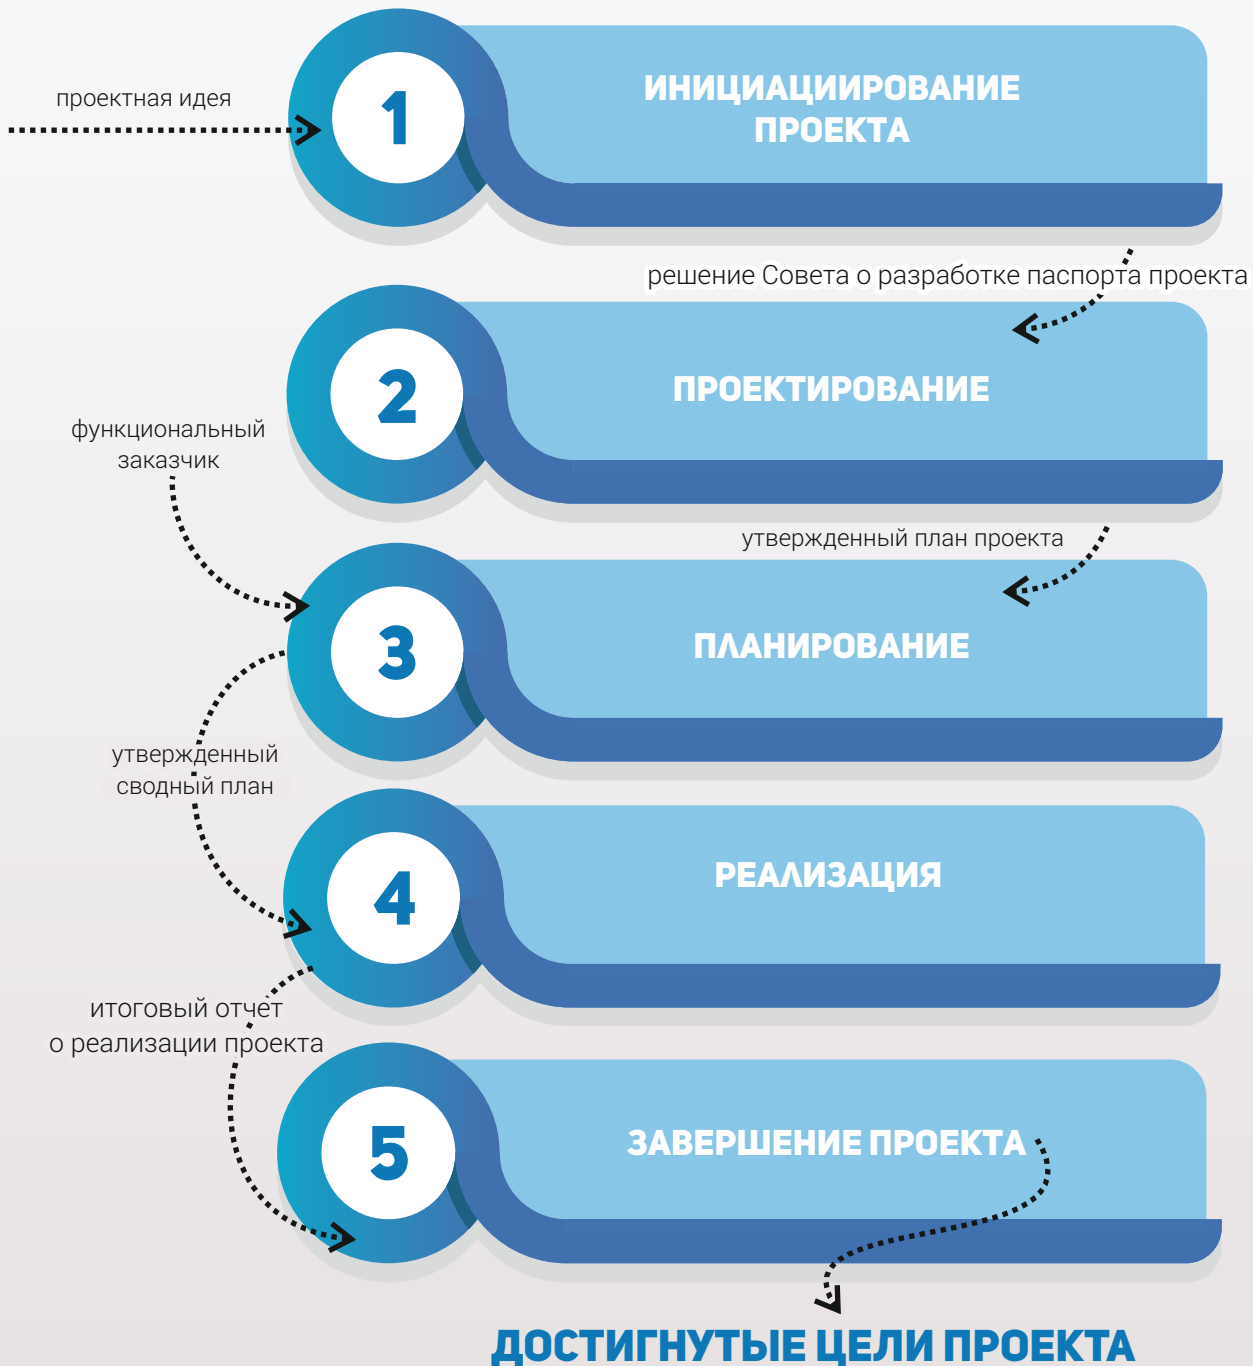 проектная идея
1
ИНИЦИАЦИИРОВАНИЕ
ПРОЕКТА
решение Совета о разработке паспорта проекта
2
ПРОЕКТИРОВАНИЕ
функциональный
заказчик
утвержденный план проекта
3
ПЛАНИРОВАНИЕ
утвержденный
сводный план
4
РЕАЛИЗАЦИЯ
итоговый отчет
о реализации проекта
5
ЗАВЕРШЕНИЕ ПРОЕКТА
ДОСТИГНУТЫЕ ЦЕЛИ ПРОЕКТА